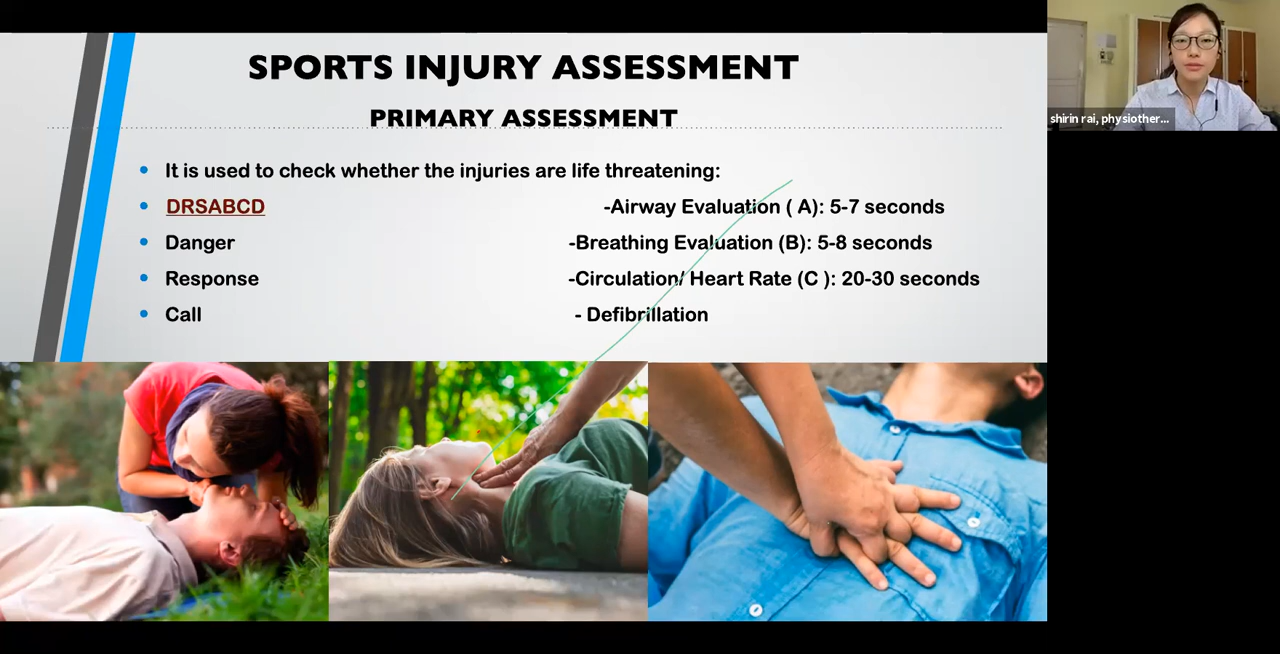 SPORTS INJURY ASSESSMENT
PRIMARY ASSESSMENT
It is used to check whether the injuries are life threatening:
DRSABCD -Airway Evaluation ( A): 5-7 seconds
Danger -Breathing Evaluation (B): 5-8 seconds
Response -Circulation/ Heart Rate (C ): 20-30 seconds
Call - Defibrillation
shirin rai, physiother...